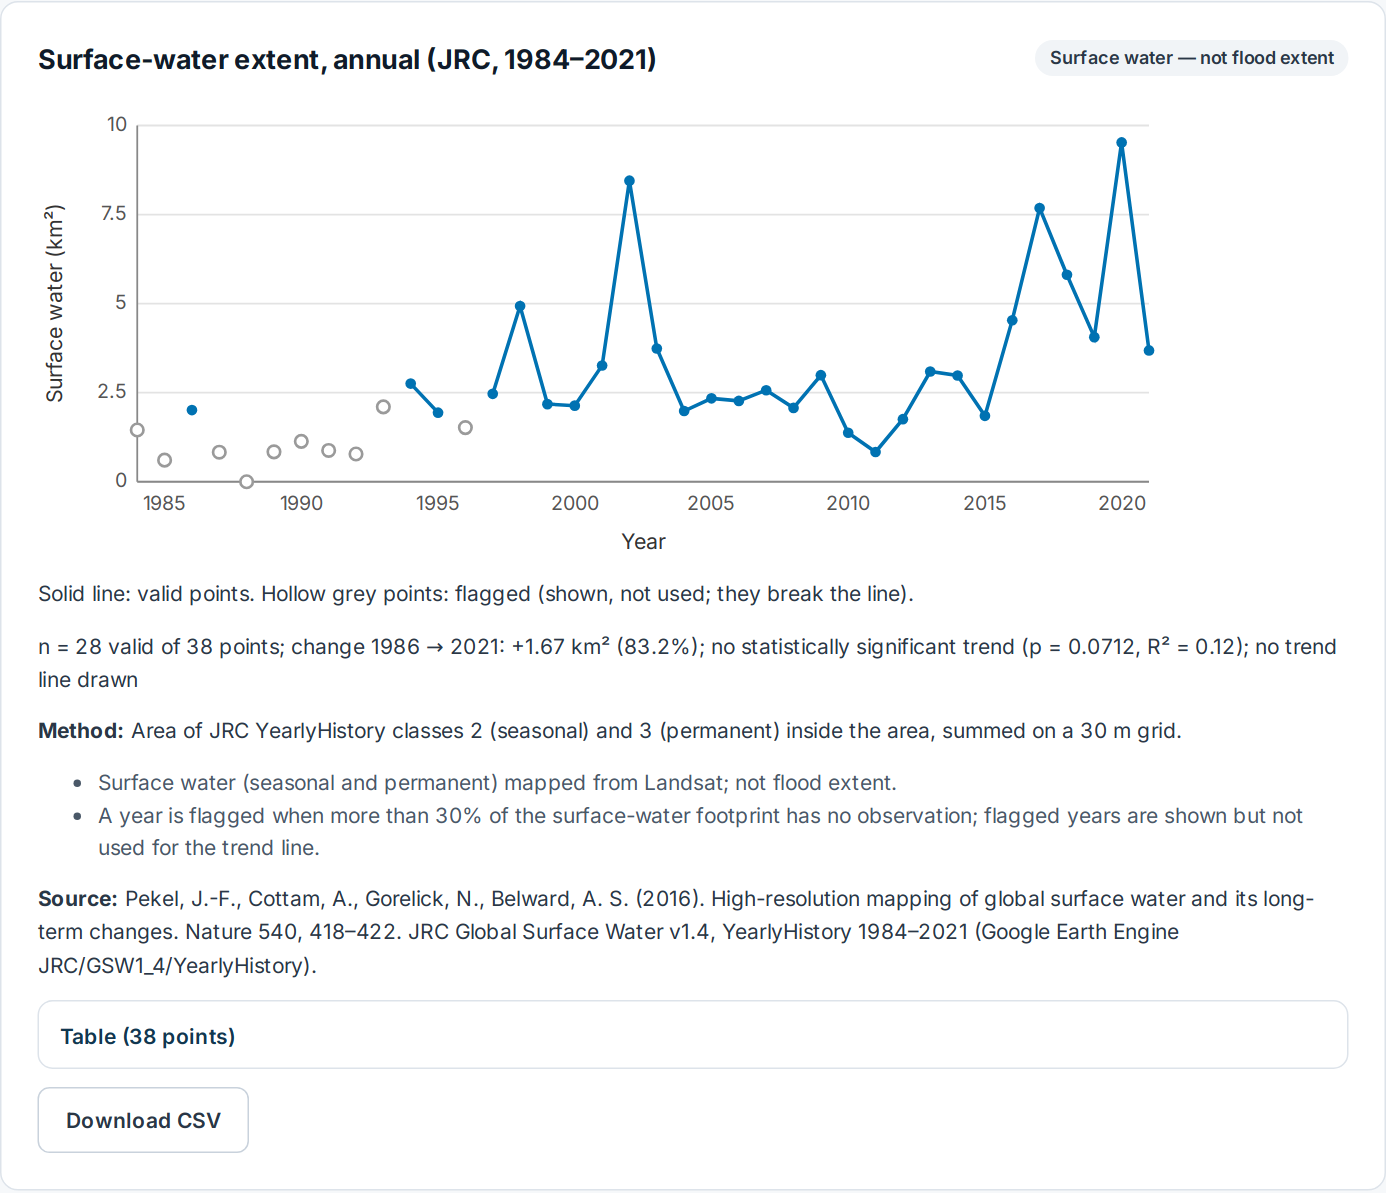 Surface-water extent, annual (JRC, 1984–2021)
Surface water — not flood extent
10
7.5
5
2.5
0
Surface water (km²)
1985 1990 1995 2000 2005 2010 2015 2020
Year
Solid line: valid points. Hollow grey points: flagged (shown, not used; they break the line).
n = 28 valid of 38 points; change 1986 → 2021: +1.67 km² (83.2%); no statistically significant trend (p = 0.0712, R² = 0.12); no trend
line drawn
Method: Area of JRC YearlyHistory classes 2 (seasonal) and 3 (permanent) inside the area, summed on a 30 m grid.
• Surface water (seasonal and permanent) mapped from Landsat; not flood extent.
• A year is flagged when more than 30% of the surface-water footprint has no observation; flagged years are shown but not
used for the trend line.
Source: Pekel, J.-F., Cottam, A., Gorelick, N., Belward, A. S. (2016). High-resolution mapping of global surface water and its long-
term changes. Nature 540, 418–422. JRC Global Surface Water v1.4, YearlyHistory 1984–2021 (Google Earth Engine
JRC/GSW1_4/YearlyHistory).
Table (38 points)
Download CSV